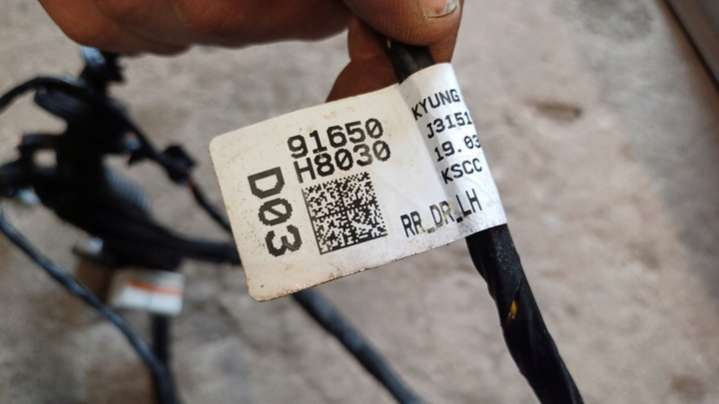 91650
H8030
D03
RR_DR_LH
KYUNG
J3151
19.03
KSCC